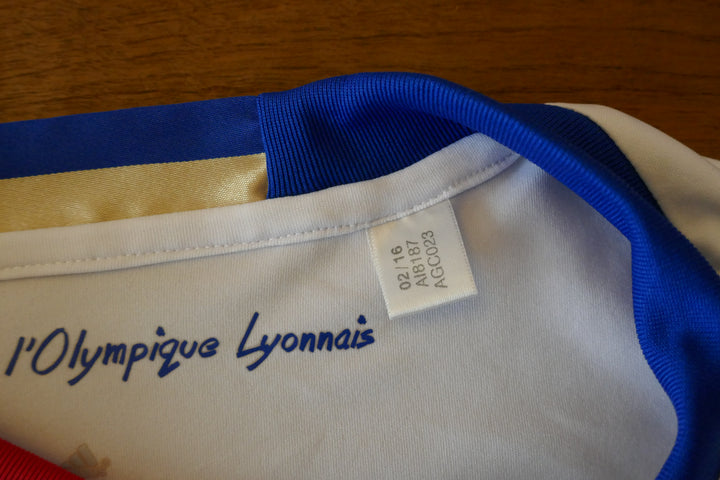 02/16
AI8187
AGC023
l'Olympique Lyonnais